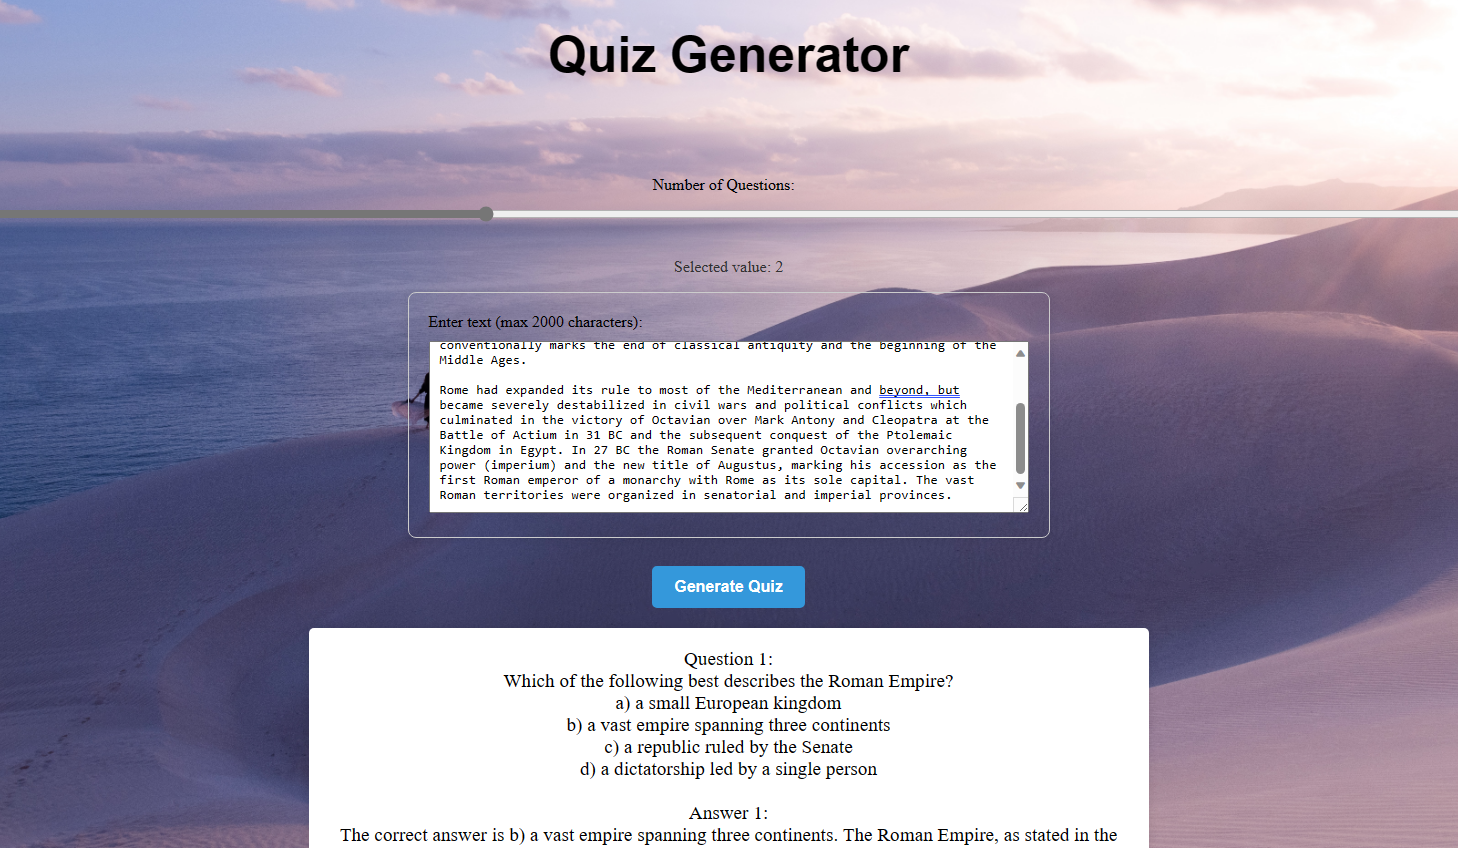 Quiz Generator
Number of Questions:
Selected value: 2
Enter text (max 2000 characters):
conventionally marks the end of classical antiquity and the beginning of the
Middle Ages.
Rome had expanded its rule to most of the Mediterranean and beyond, but
became severely destabilized in civil wars and political conflicts which
culminated in the victory of Octavian over Mark Antony and Cleopatra at the
Battle of Actium in 31 BC and the subsequent conquest of the Ptolemaic
Kingdom in Egypt. In 27 BC the Roman Senate granted Octavian overarching
power (imperium) and the new title of Augustus, marking his accession as the
first Roman emperor of a monarchy with Rome as its sole capital. The vast
Roman territories were organized in senatorial and imperial provinces.
Generate Quiz
Question 1:
Which of the following best describes the Roman Empire?
a) a small European kingdom
b) a vast empire spanning three continents
c) a republic ruled by the Senate
d) a dictatorship led by a single person
Answer 1:
The correct answer is b) a vast empire spanning three continents. The Roman Empire, as stated in the